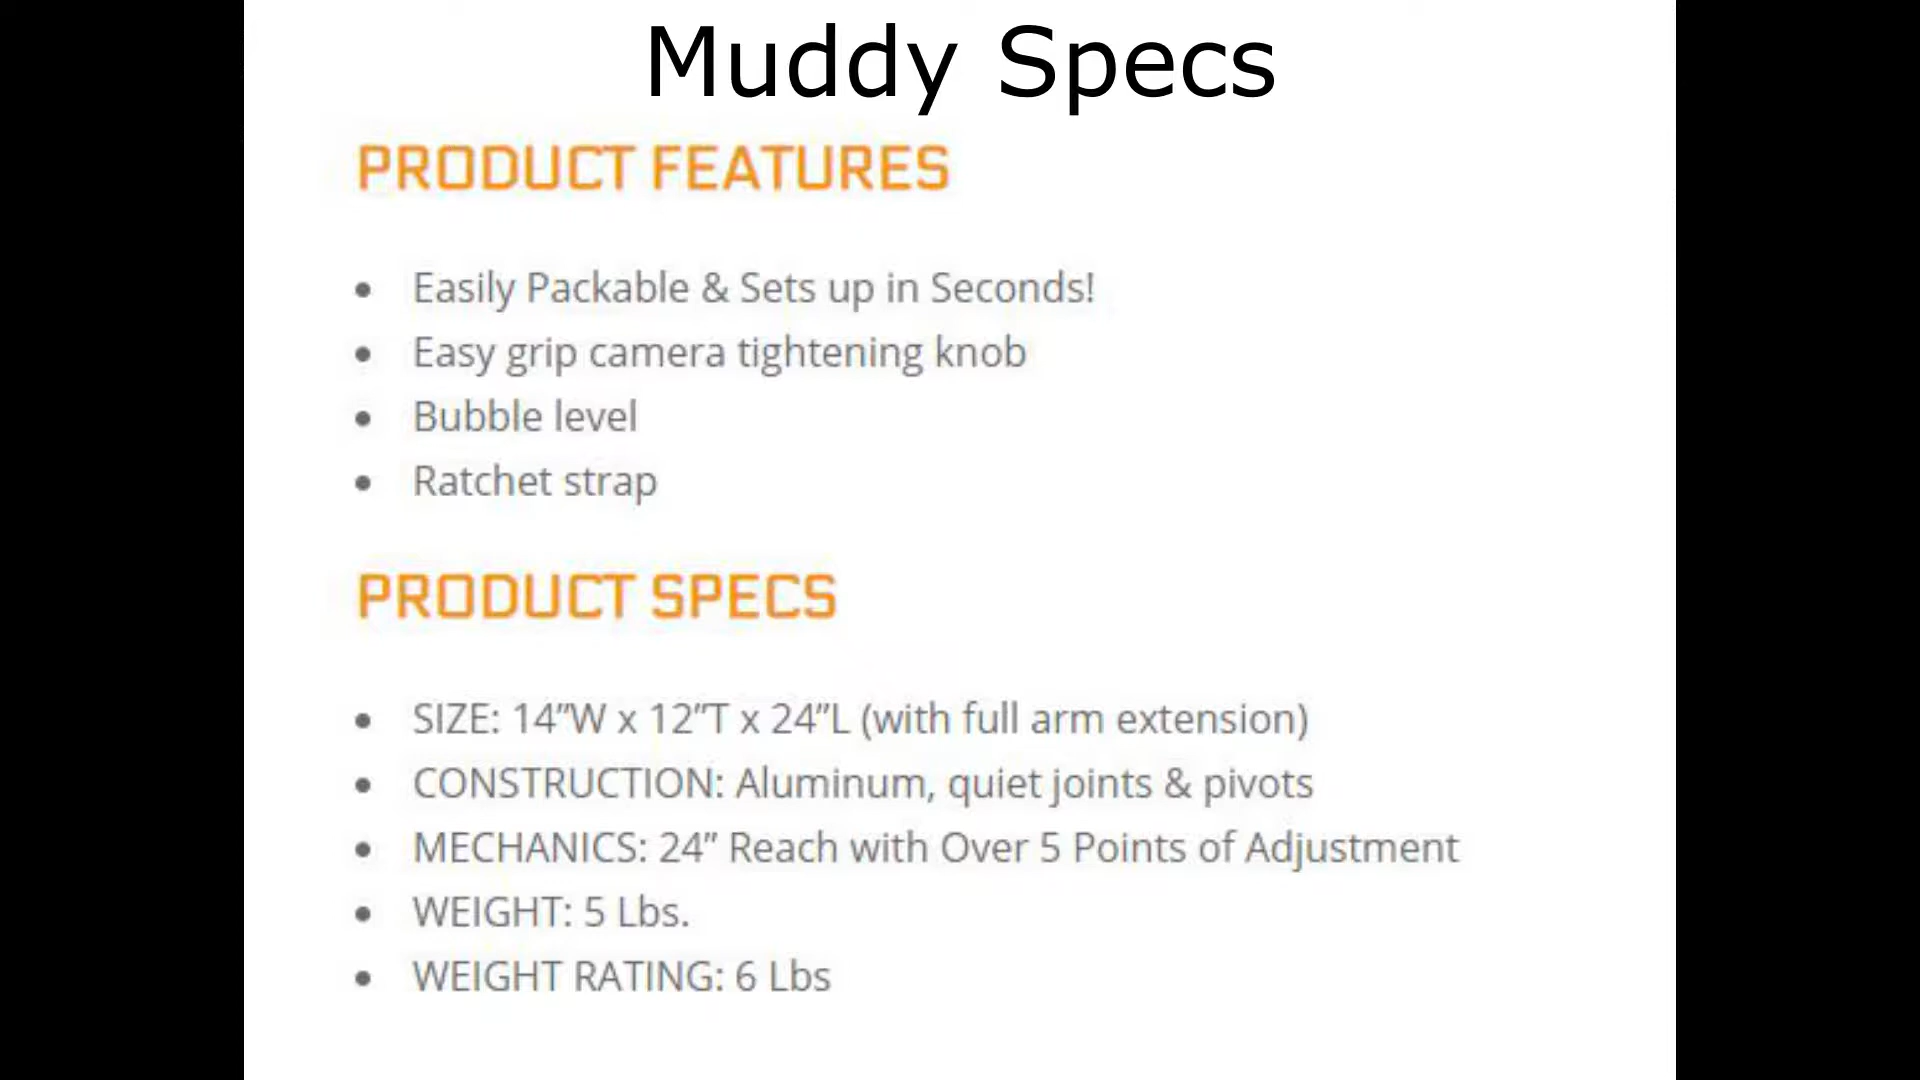 Muddy Specs
PRODUCT FEATURES
• Easily Packable & Sets up in Seconds!
• Easy grip camera tightening knob
• Bubble level
• Ratchet strap
PRODUCT SPECS
• SIZE: 14”W x 12”T x 24”L (with full arm extension)
• CONSTRUCTION: Aluminum, quiet joints & pivots
• MECHANICS: 24” Reach with Over 5 Points of Adjustment
• WEIGHT: 5 Lbs.
• WEIGHT RATING: 6 Lbs